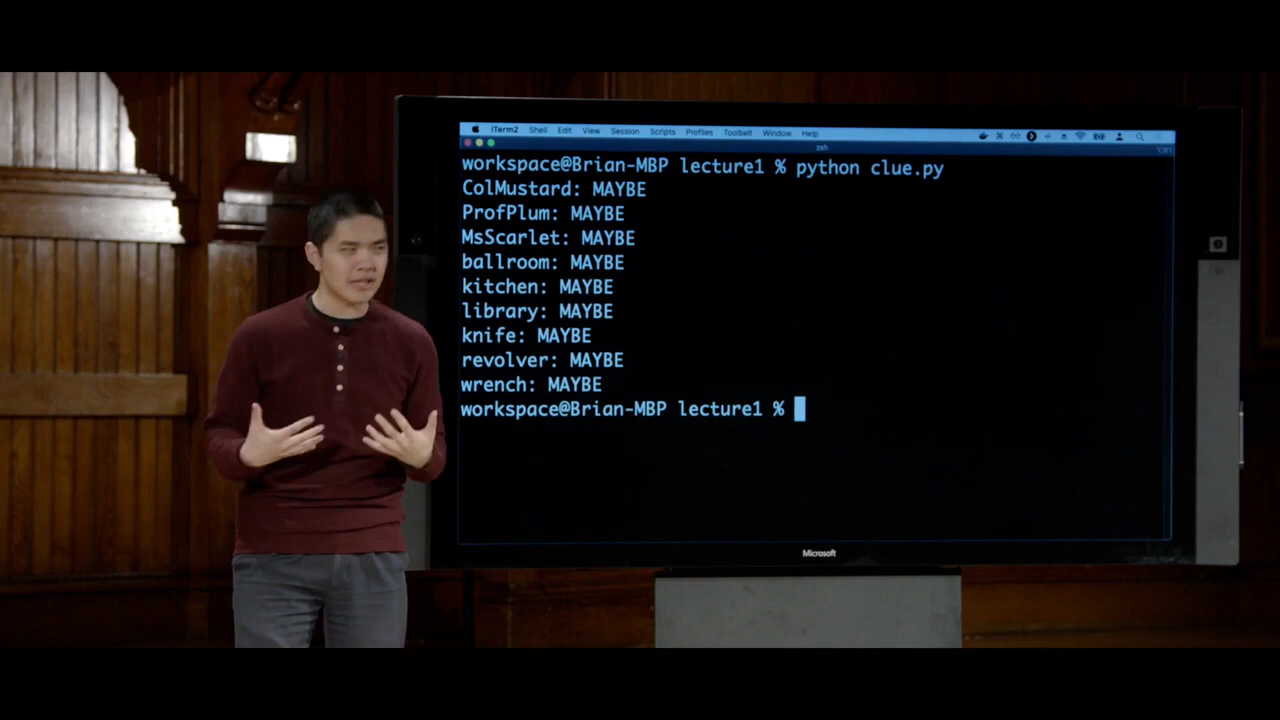 iTerm2 Shell Edit View Session Scripts Profiles Toolbelt Window Help
zsh
workspace@Brian-MBP lecture1 % python clue.py
ColMustard: MAYBE
ProfPlum: MAYBE
MsScarlet: MAYBE
ballroom: MAYBE
kitchen: MAYBE
library: MAYBE
knife: MAYBE
revolver: MAYBE
wrench: MAYBE
workspace@Brian-MBP lecture1 %
Microsoft